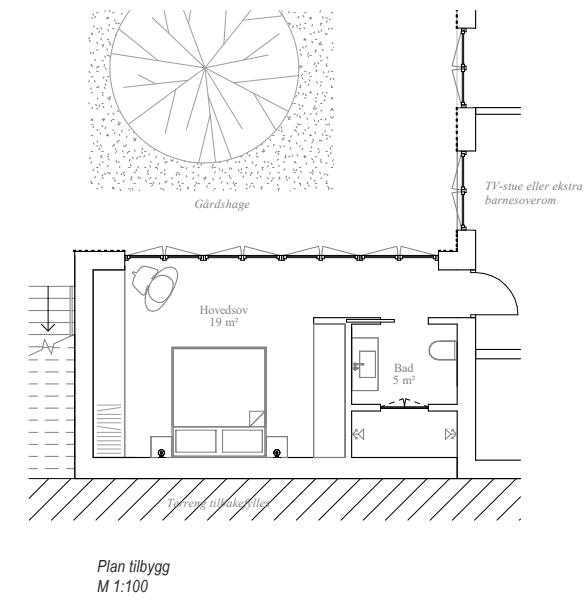 TV-stue eller ekstra
barnesoverom
Gårdshage
Hovedsov
19 m²
Bad
5 m²
Terreng tilbakefylles
Plan tilbygg
M 1:100